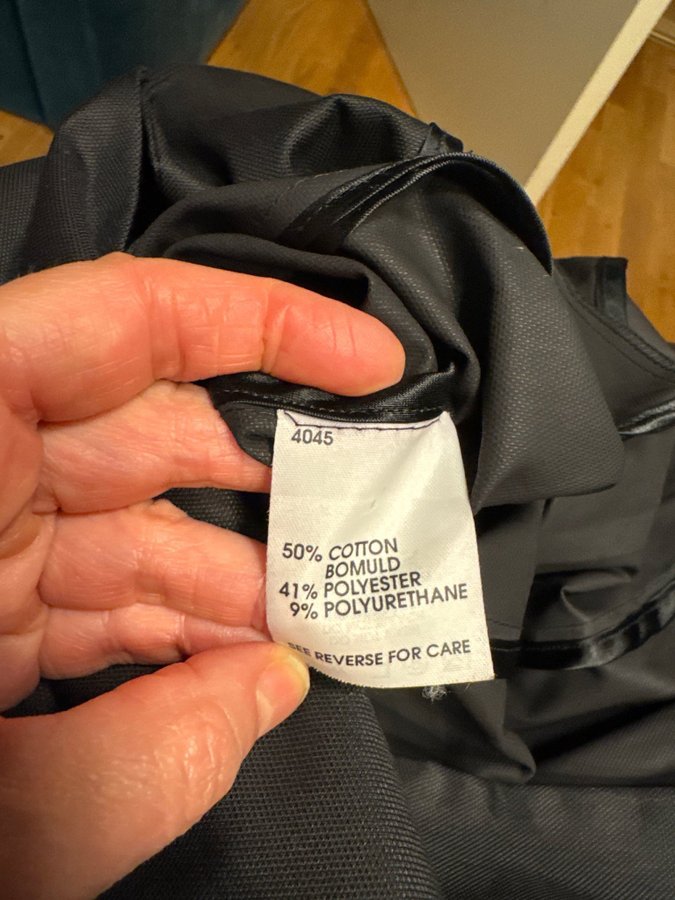 4045
50% COTTON
BOMULD
41% POLYESTER
9% POLYURETHANE
SEE REVERSE FOR CARE